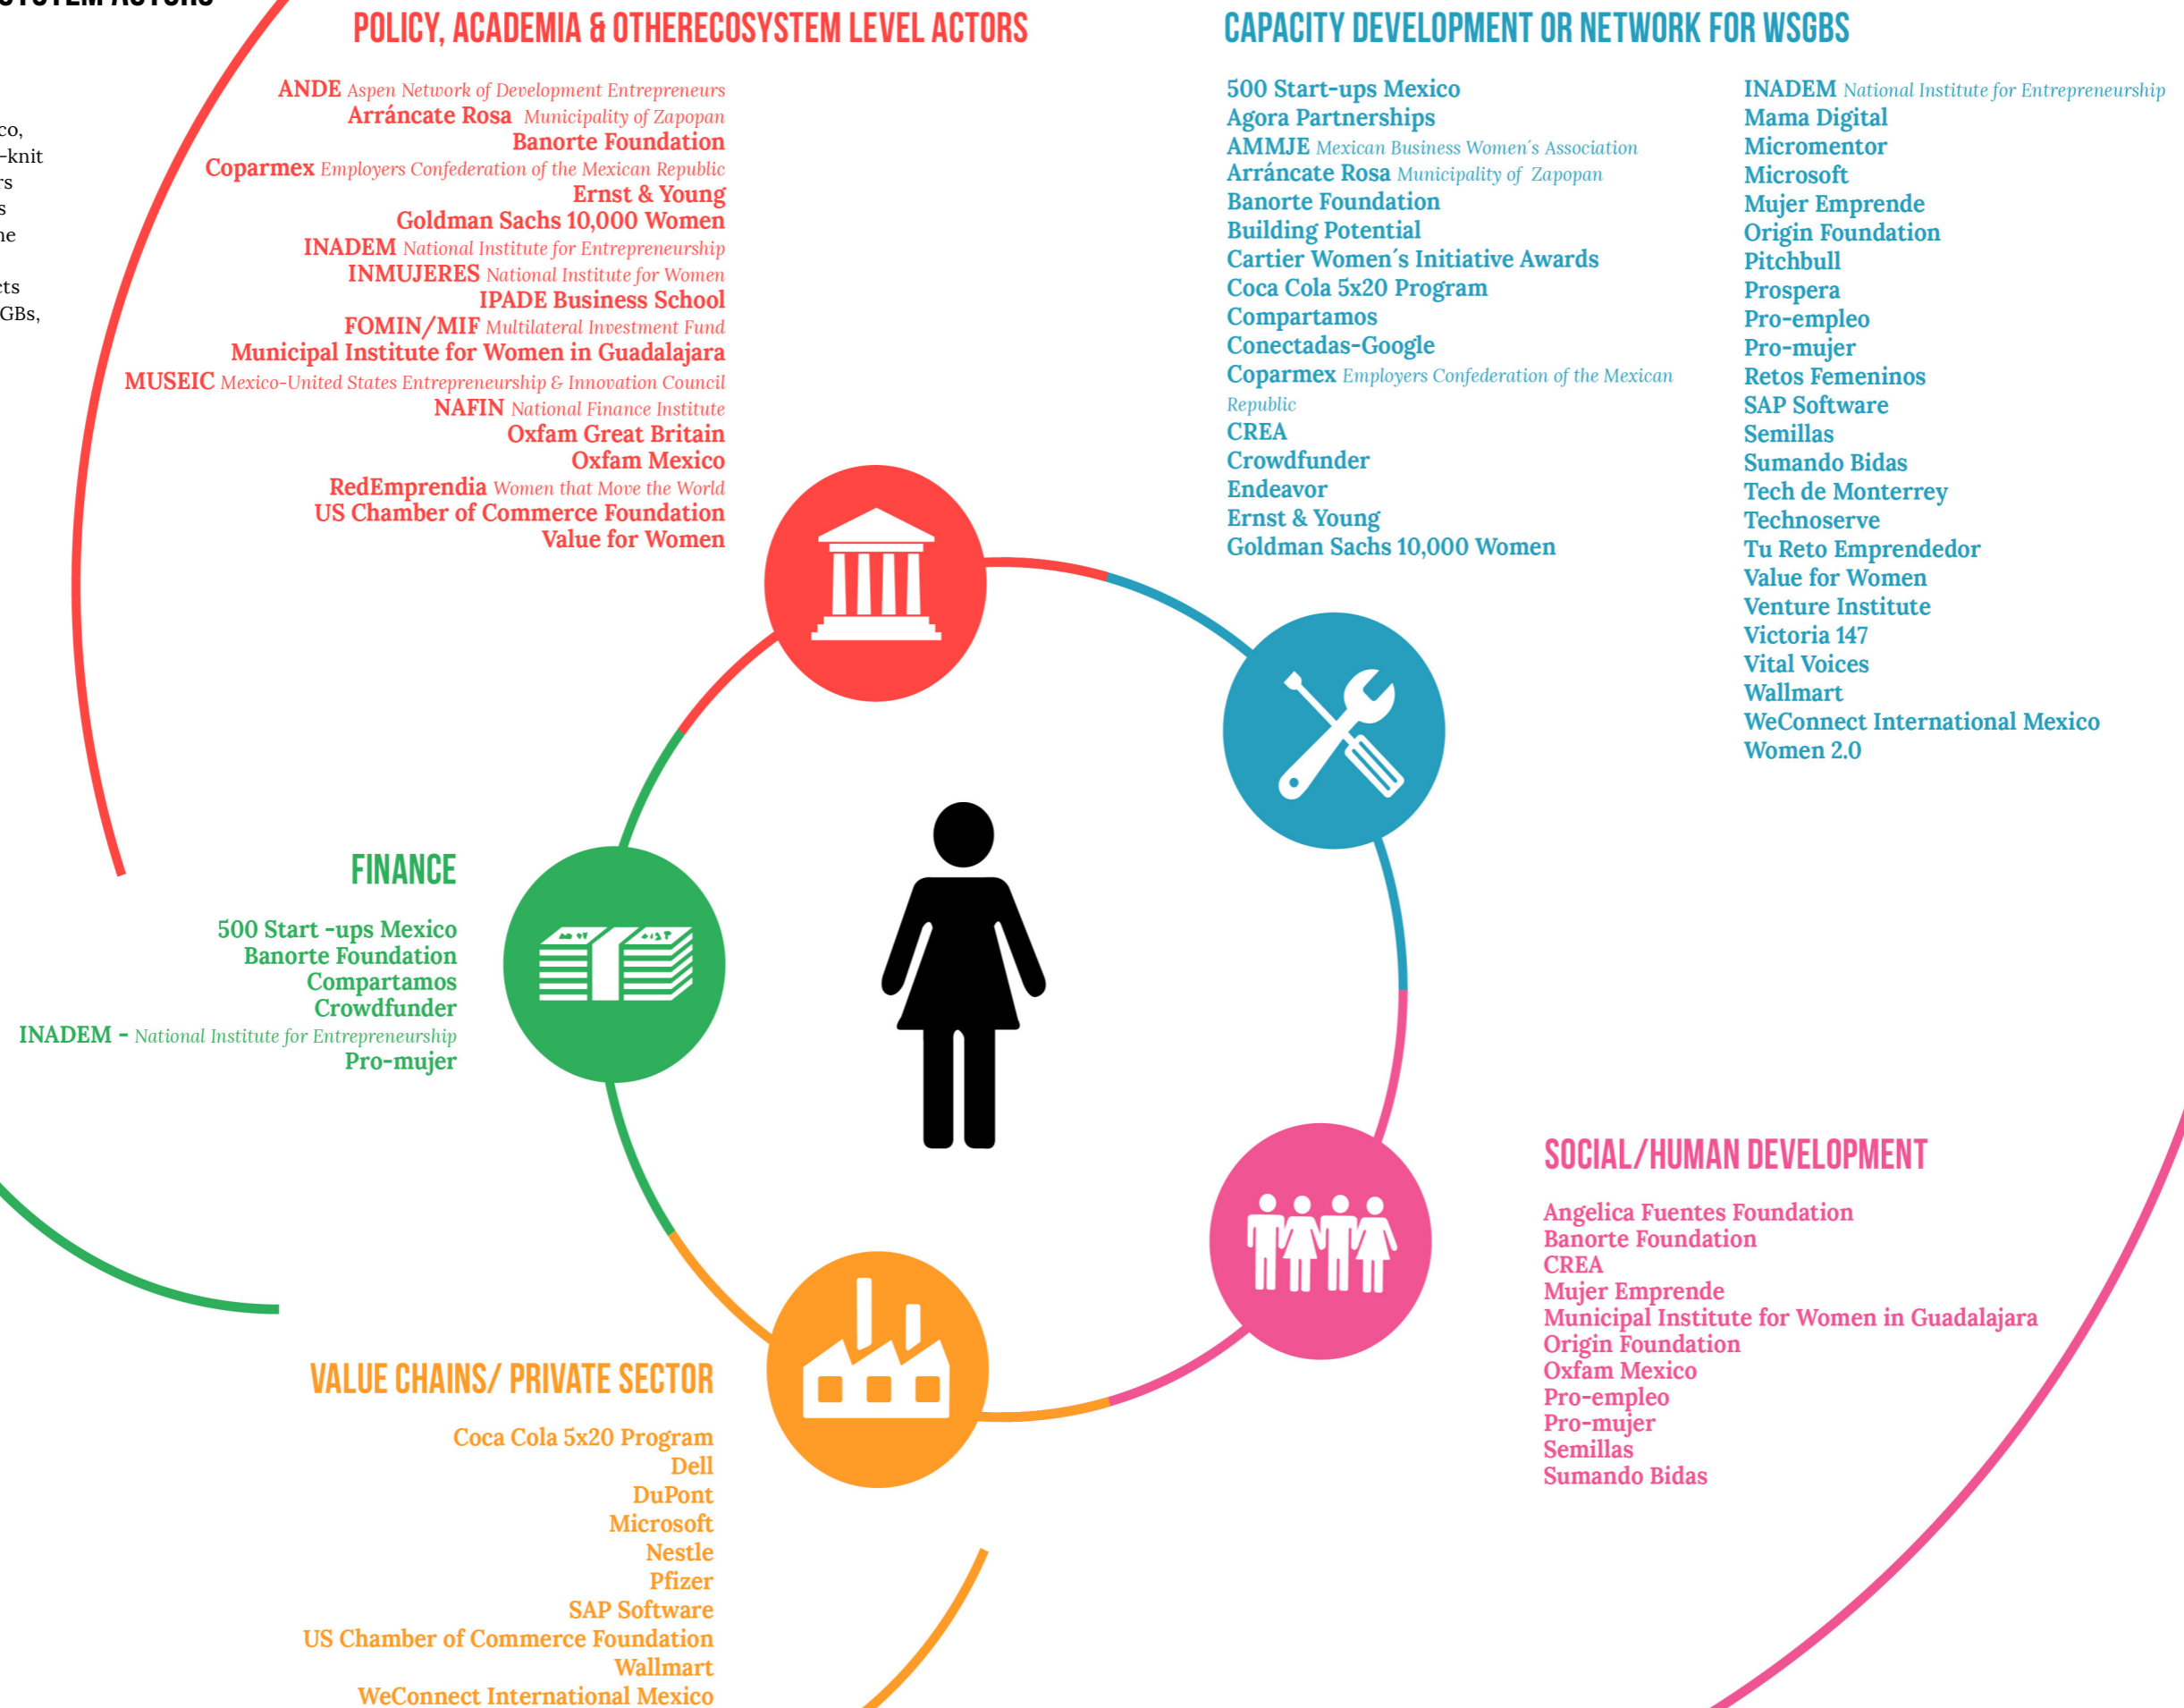 POLICY, ACADEMIA & OTHERECOSYSTEM LEVEL ACTORS
ANDE Aspen Network of Development Entrepreneurs
Arráncate Rosa Municipality of Zapopan
Banorte Foundation
Coparmex Employers Confederation of the Mexican Republic
Ernst & Young
Goldman Sachs 10,000 Women
INADEM National Institute for Entrepreneurship
INMUJERES National Institute for Women
IPADE Business School
FOMIN/MIF Multilateral Investment Fund
Municipal Institute for Women in Guadalajara
MUSEIC Mexico-United States Entrepreneurship & Innovation Council
NAFIN National Finance Institute
Oxfam Great Britain
Oxfam Mexico
RedEmprendia Women that Move the World
US Chamber of Commerce Foundation
Value for Women
CAPACITY DEVELOPMENT OR NETWORK FOR WSGBS
500 Start-ups Mexico
Agora Partnerships
AMMJE Mexican Business Women´s Association
Arráncate Rosa Municipality of Zapopan
Banorte Foundation
Building Potential
Cartier Women´s Initiative Awards
Coca Cola 5x20 Program
Compartamos
Conectadas-Google
Coparmex Employers Confederation of the Mexican
Republic
CREA
Crowdfunder
Endeavor
Ernst & Young
Goldman Sachs 10,000 Women
INADEM National Institute for Entrepreneurship
Mama Digital
Micromentor
Microsoft
Mujer Emprende
Origin Foundation
Pitchbull
Prospera
Pro-empleo
Pro-mujer
Retos Femeninos
SAP Software
Semillas
Sumando Bidas
Tech de Monterrey
Technoserve
Tu Reto Emprendedor
Value for Women
Venture Institute
Victoria 147
Vital Voices
Wallmart
WeConnect International Mexico
Women 2.0
FINANCE
500 Start -ups Mexico
Banorte Foundation
Compartamos
Crowdfunder
INADEM - National Institute for Entrepreneurship
Pro-mujer
SOCIAL/HUMAN DEVELOPMENT
Angelica Fuentes Foundation
Banorte Foundation
CREA
Mujer Emprende
Municipal Institute for Women in Guadalajara
Origin Foundation
Oxfam Mexico
Pro-empleo
Pro-mujer
Semillas
Sumando Bidas
VALUE CHAINS/ PRIVATE SECTOR
Coca Cola 5x20 Program
Dell
DuPont
Microsoft
Nestle
Pfizer
SAP Software
US Chamber of Commerce Foundation
Wallmart
WeConnect International Mexico